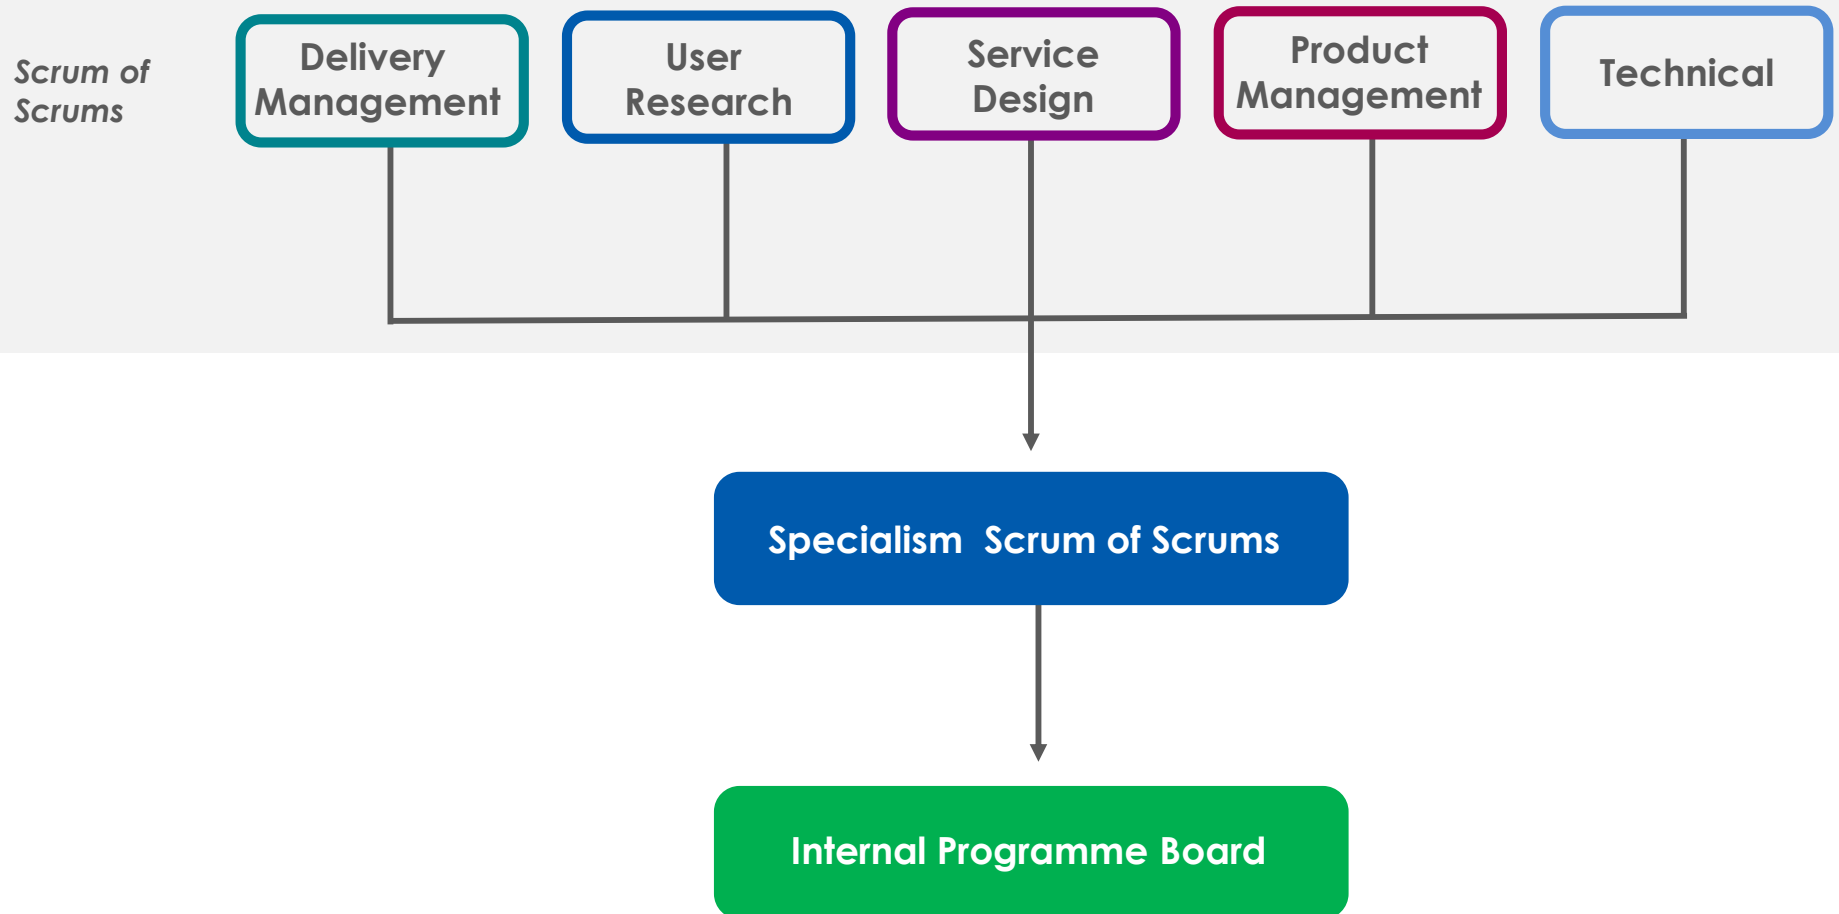 Scrum of
Scrums
Delivery
Management
User
Research
Service
Design
Product
Management
Technical
Specialism  Scrum of Scrums
Internal Programme Board